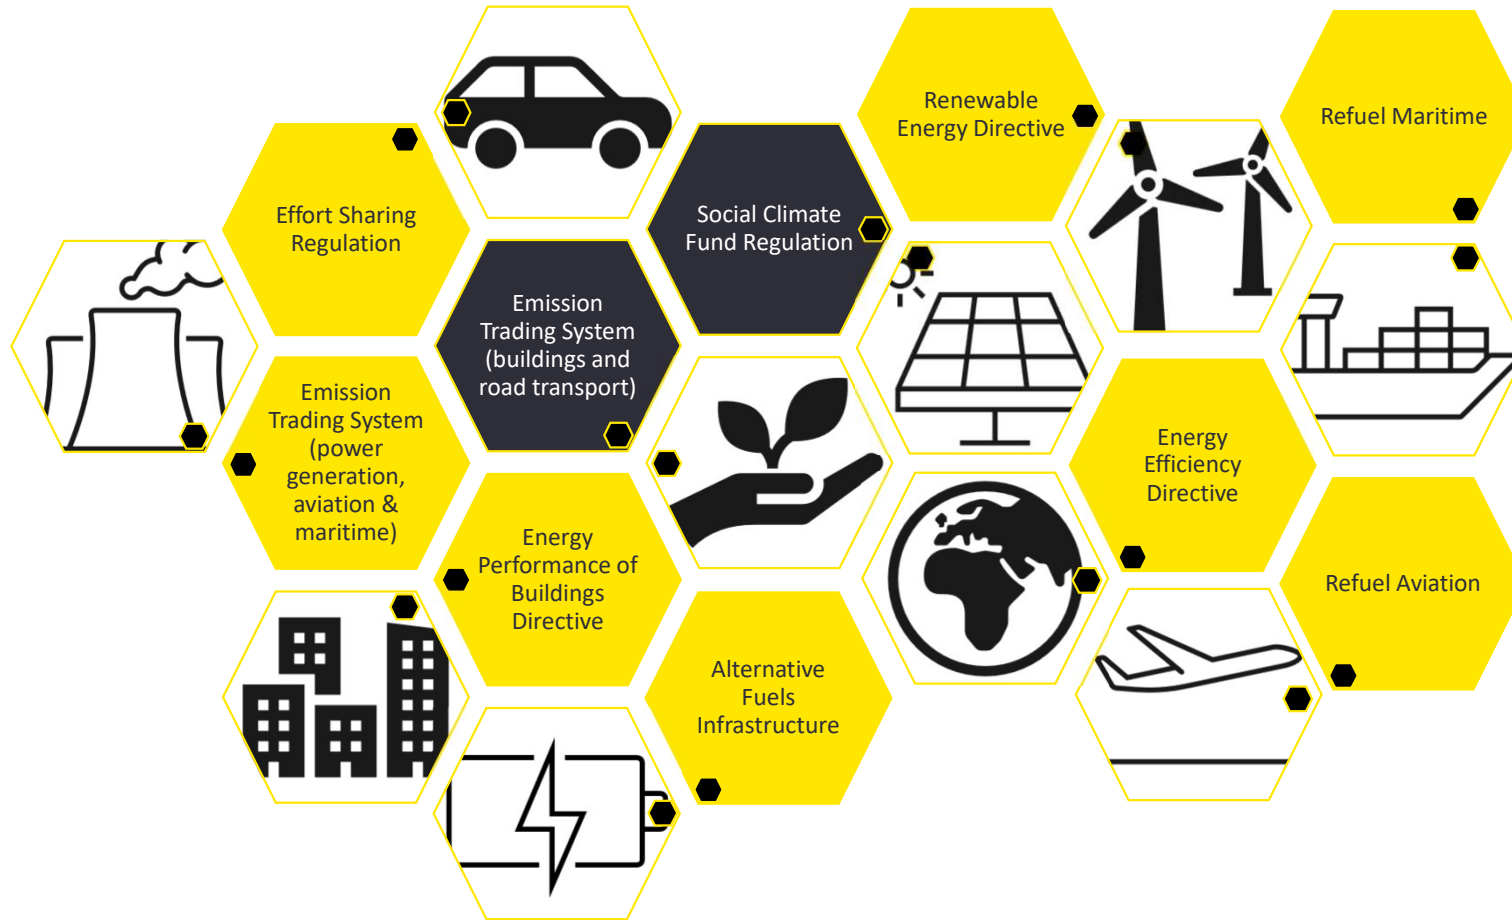 Effort Sharing
Regulation
Emission
Trading System
(power
generation,
aviation &
maritime)
Emission
Trading System
(buildings and
road transport)
Energy
Performance of
Buildings
Directive
Social Climate
Fund Regulation
Alternative
Fuels
Infrastructure
Renewable
Energy Directive
Energy
Efficiency
Directive
Refuel Maritime
Refuel Aviation